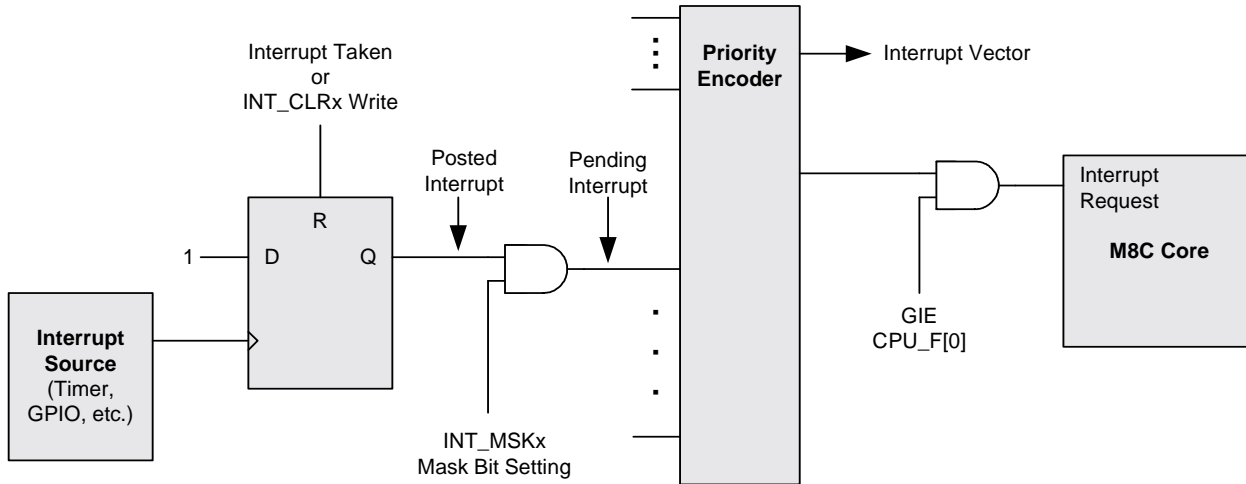 Interrupt Taken
or
INT_CLRx Write
Priority
Encoder
Interrupt Vector
Posted
Interrupt
Pending
Interrupt
R
1
D
Q
Interrupt
Request
M8C Core
Interrupt
Source
(Timer,
GPIO, etc.)
GIE
CPU_F[0]
INT_MSKx
Mask Bit Setting